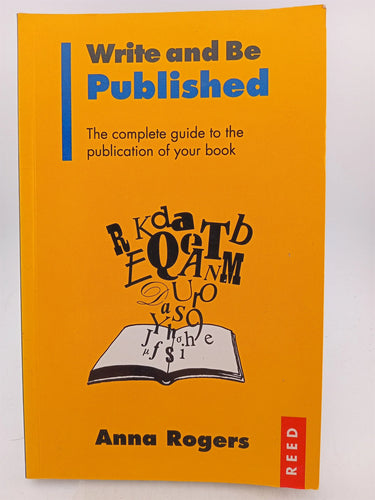 Write and Be
Published
The complete guide to the
publication of your book
Anna Rogers
REED